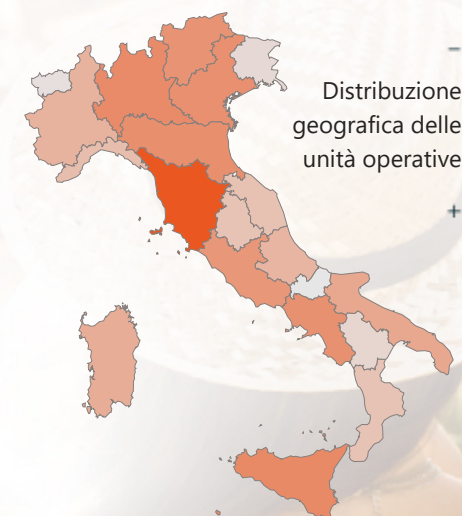 -
Distribuzione
geografica delle
unità operative
+